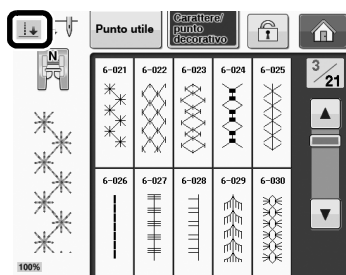 Punto utile
Carattere/
punto
decorativo
N
6-021 6-022 6-023 6-024 6-025
3/21
6-026 6-027 6-028 6-029 6-030
100%